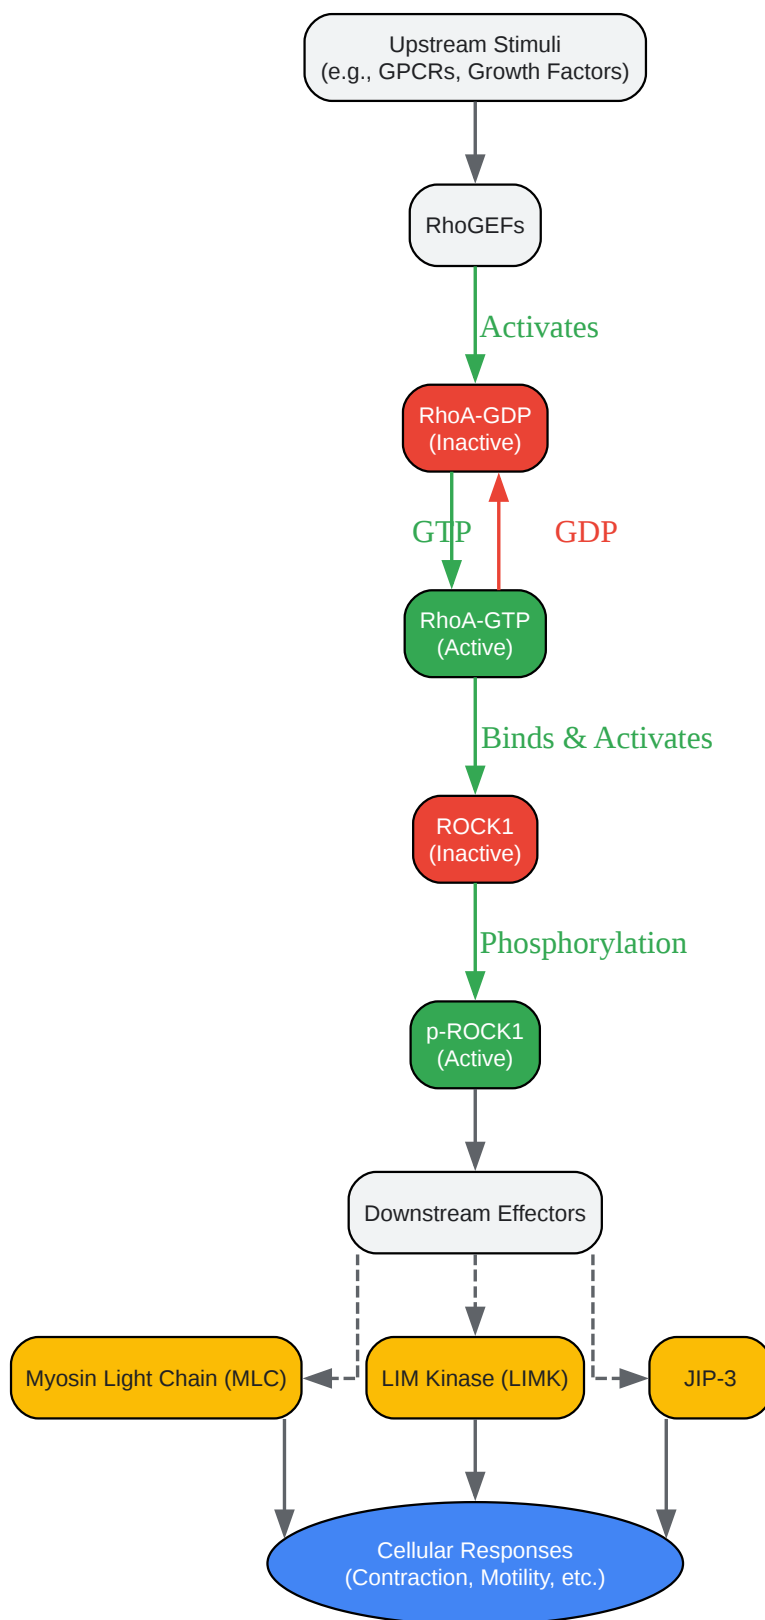 Upstream Stimuli
(e.g., GPCRs, Growth Factors)
RhoGEFs
Activates
RhoA-GDP
(Inactive)
GTP
GDP
RhoA-GTP
(Active)
Binds & Activates
ROCK1
(Inactive)
Phosphorylation
p-ROCK1
(Active)
Downstream Effectors
Myosin Light Chain (MLC)
LIM Kinase (LIMK)
JIP-3
Cellular Responses
(Contraction, Motility, etc.)